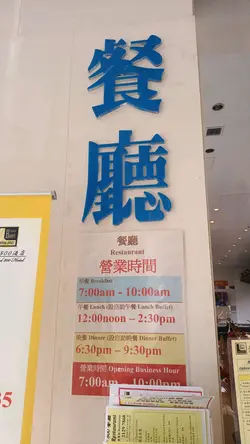 餐廳
餐廳
Restaurant
營業時間
早餐 Breakfast
7:00am - 10:00am
午餐 Lunch (設自助午餐 Lunch Buffet)
12:00noon - 2:30pm
晚餐 Dinner (設自助晚餐 Dinner Buffet)
6:30pm - 9:30pm
營業時間 Opening Business Hour
7:00am - 10:00pm